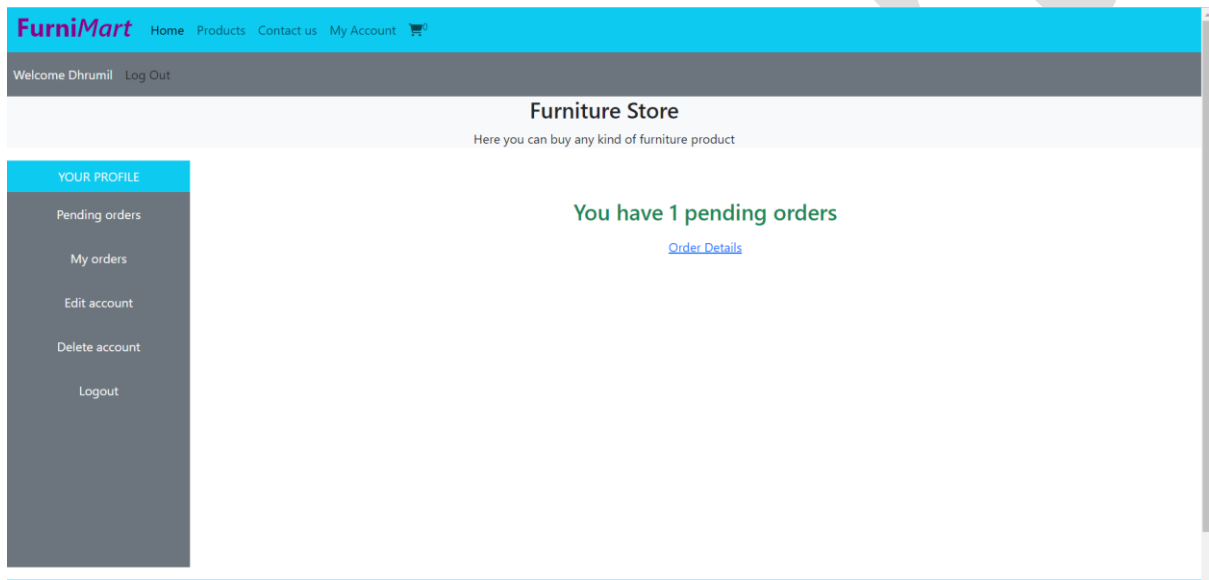 FurniMart Home Products Contact us My Account 0
Welcome Dhrumil Log Out
Furniture Store
Here you can buy any kind of furniture product
YOUR PROFILE
Pending orders
My orders
Edit account
Delete account
Logout
You have 1 pending orders
Order Details